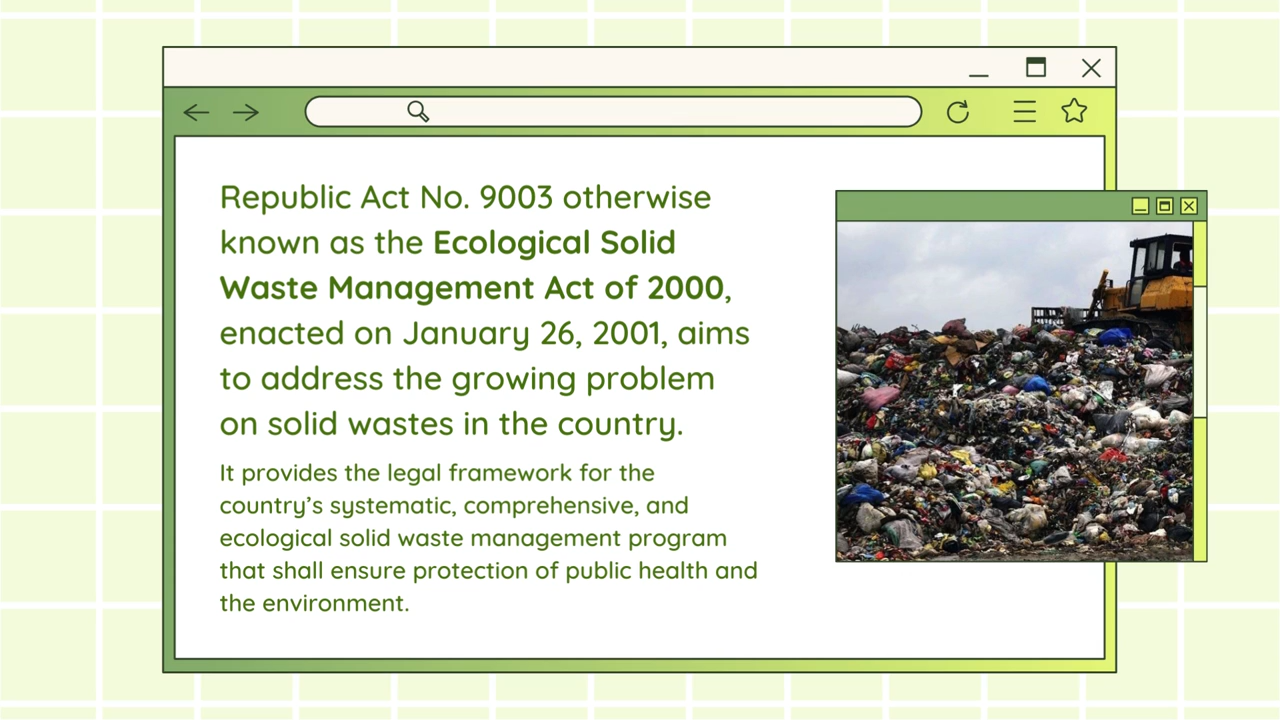 Republic Act No. 9003 otherwise
known as the Ecological Solid
Waste Management Act of 2000,
enacted on January 26, 2001, aims
to address the growing problem
on solid wastes in the country.
It provides the legal framework for the
country’s systematic, comprehensive, and
ecological solid waste management program
that shall ensure protection of public health and
the environment.